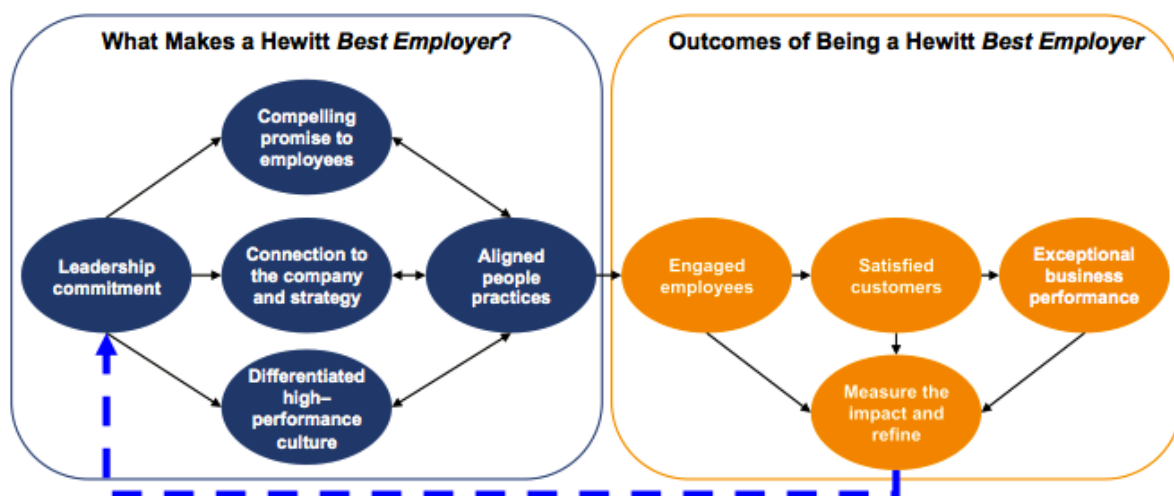 What Makes a Hewitt Best Employer?
Outcomes of Being a Hewitt Best Employer
Compelling
promise to
employees
Leadership
commitment
Connection to
the company
and strategy
Aligned
people
practices
Differentiated
high–
performance
culture
Engaged
employees
Satisfied
customers
Exceptional
business
performance
Measure the
impact and
refine